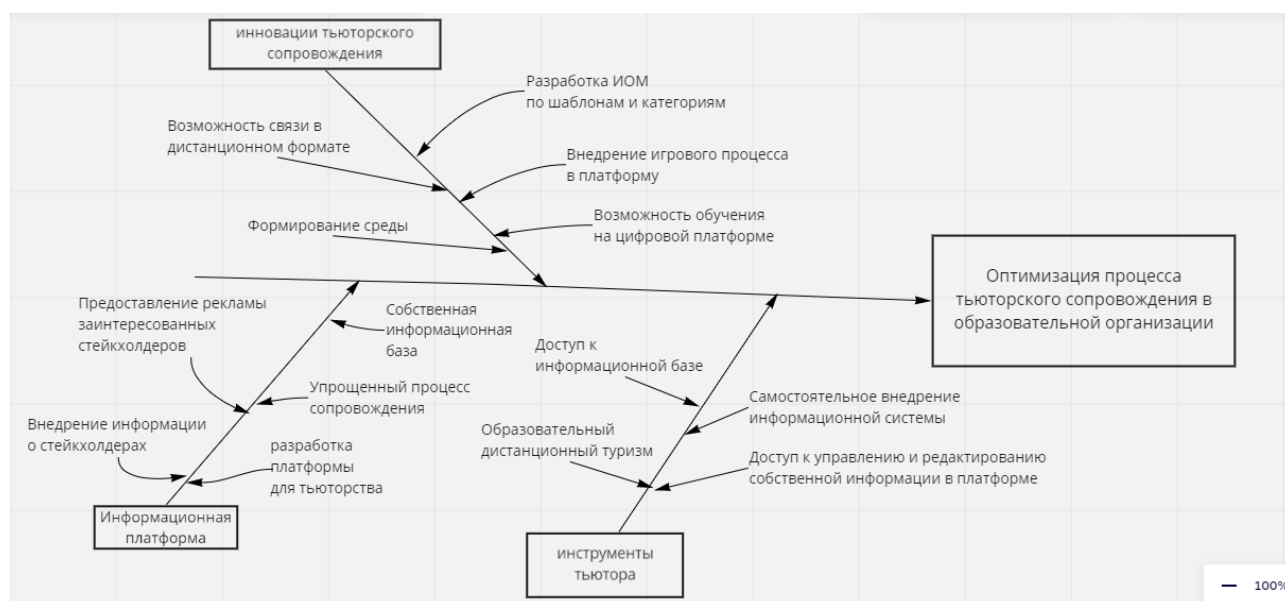 инновации тьюторского
сопровождения
Разработка ИОМ
по шаблонам и категориям
Возможность связи в
дистанционном формате
Внедрение игрового процесса
в платформу
Возможность обучения
на цифровой платформе
Формирование среды
Оптимизация процесса
тьюторского сопровождения в
образовательной организации
Предоставление рекламы
заинтересованных
стейкхолдеров
Собственная
информационная
база
Доступ к
информационной базе
Упрощенный процесс
сопровождения
Самостоятельное внедрение
информационной системы
Внедрение информации
о стейкхолдерах
разработка
платформы
для тьюторства
Образовательный
дистанционный туризм
Доступ к управлению и редактированию
собственной информации в платформе
Информационная
платформа
инструменты
тьютора
100%